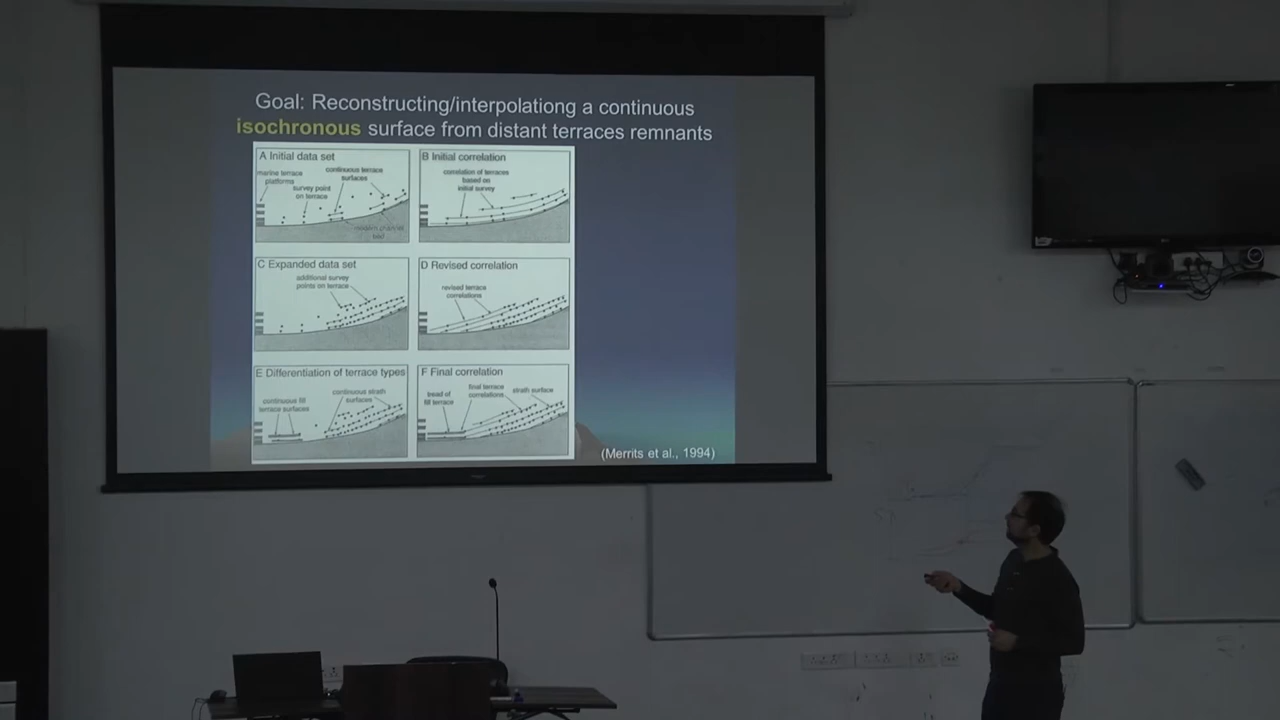 Goal: Reconstructing/interpolationg a continuous
isochronous surface from distant terraces remnants
A Initial data set
marine terrace
platforms
continuous terrace
surfaces
survey point
on terrace
modern channel
bed
B Initial correlation
correlation of terraces
based on
initial survey
C Expanded data set
additional survey
points on terrace
D Revised correlation
revised terrace
correlations
E Differentiation of terrace types
continuous fill
terrace surfaces
continuous strath
surfaces
F Final correlation
tread of
fill terrace
final terrace
correlations
strath surface
(Merrits et al., 1994)